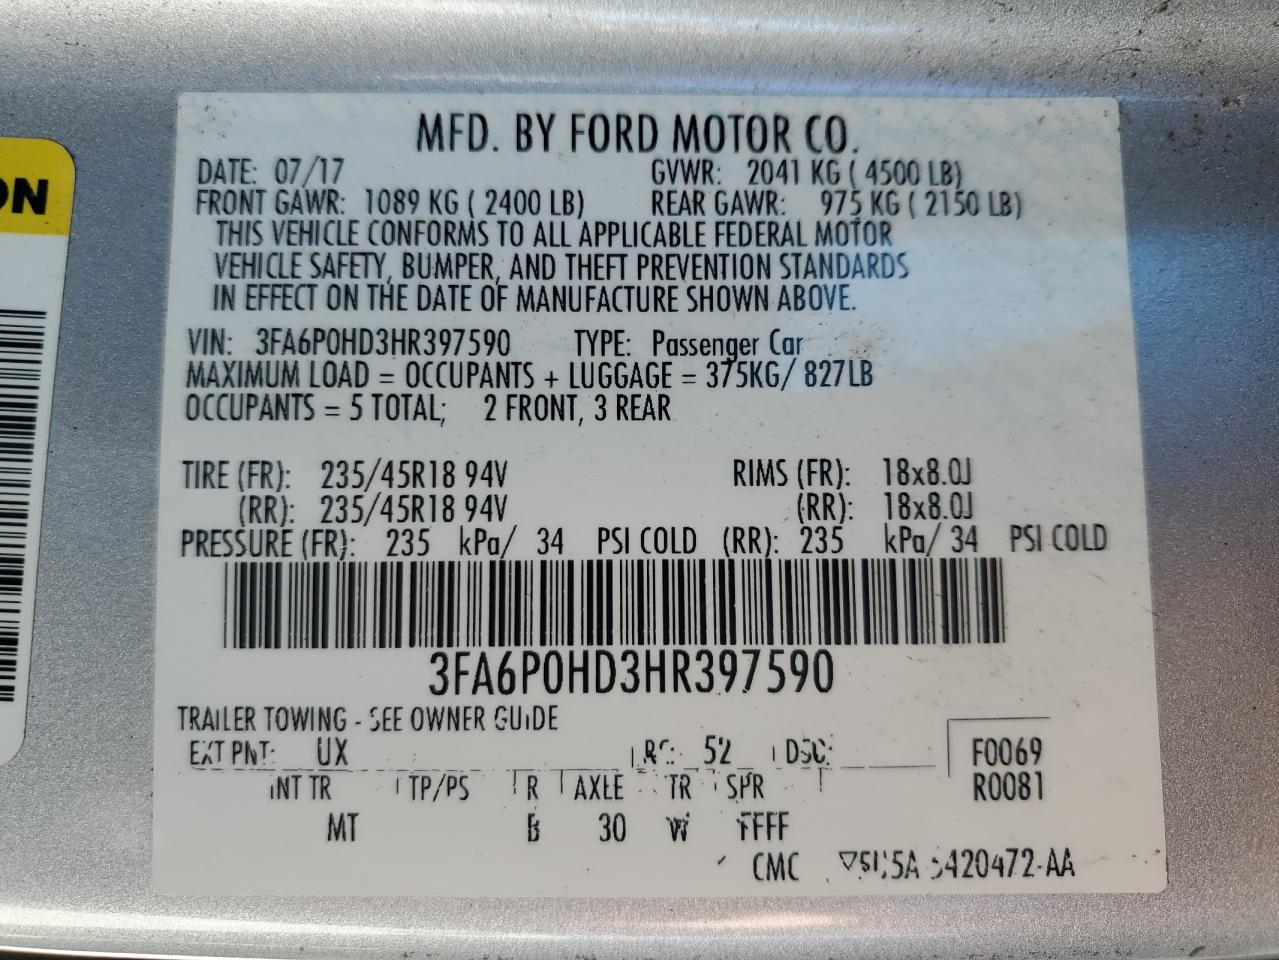 ON
MFD. BY FORD MOTOR CO.
DATE: 07/17 GVWR: 2041 KG ( 4500 LB)
FRONT GAWR: 1089 KG ( 2400 LB) REAR GAWR: 975 KG ( 2150 LB)
THIS VEHICLE CONFORMS TO ALL APPLICABLE FEDERAL MOTOR
VEHICLE SAFETY, BUMPER, AND THEFT PREVENTION STANDARDS
IN EFFECT ON THE DATE OF MANUFACTURE SHOWN ABOVE.
VIN: 3FA6P0HD3HR397590 TYPE: Passenger Car
MAXIMUM LOAD = OCCUPANTS + LUGGAGE = 375KG/ 827LB
OCCUPANTS = 5 TOTAL; 2 FRONT, 3 REAR
TIRE (FR): 235/45R18 94V RIMS (FR): 18x8.0J
(RR): 235/45R18 94V (RR): 18x8.0J
PRESSURE (FR): 235 kPa/ 34 PSI COLD (RR): 235 kPa/ 34 PSI COLD
3FA6P0HD3HR397590
TRAILER TOWING - SEE OWNER GUIDE
EXT PNT: UX RC: 52 DSO: F0069
INT TR TP/PS R AXLE TR SPR R0081
MT B 30 W FFFF
CMC